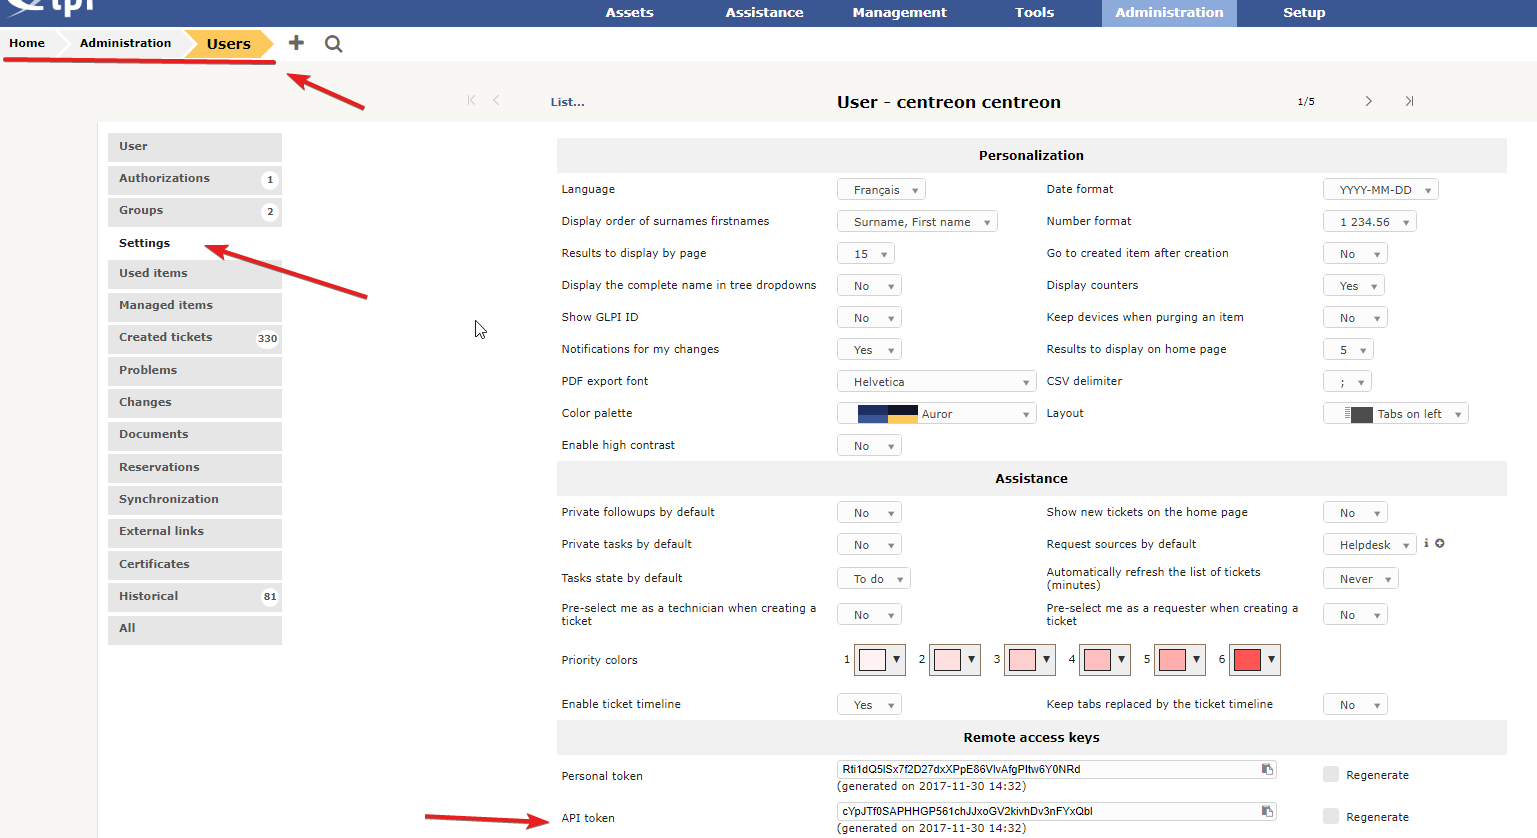 Assets Assistance Management Tools Administration Setup
Home Administration Users
List... User - centreon centreon 1/5
User
Authorizations 1
Groups 2
Settings
Used items
Managed items
Created tickets 330
Problems
Changes
Documents
Reservations
Synchronization
External links
Certificates
Historical 81
All
Personalization
Language Français Date format YYYY-MM-DD
Display order of surnames firstnames Surname, First name Number format 1 234.56
Results to display by page 15 Go to created item after creation No
Display the complete name in tree dropdowns No Display counters Yes
Show GLPI ID No Keep devices when purging an item No
Notifications for my changes Yes Results to display on home page 5
PDF export font Helvetica CSV delimiter ;
Color palette Auror Layout Tabs on left
Enable high contrast No
Assistance
Private followups by default No Show new tickets on the home page No
Private tasks by default No Request sources by default Helpdesk
Tasks state by default To do Automatically refresh the list of tickets
(minutes) Never
Pre-select me as a technician when creating a
ticket No Pre-select me as a requester when creating a
ticket No
Priority colors 1 2 3 4 5 6
Enable ticket timeline Yes Keep tabs replaced by the ticket timeline No
Remote access keys
Personal token Regenerate
(generated on 2017-11-30 14:32)
API token Regenerate
(generated on 2017-11-30 14:32)